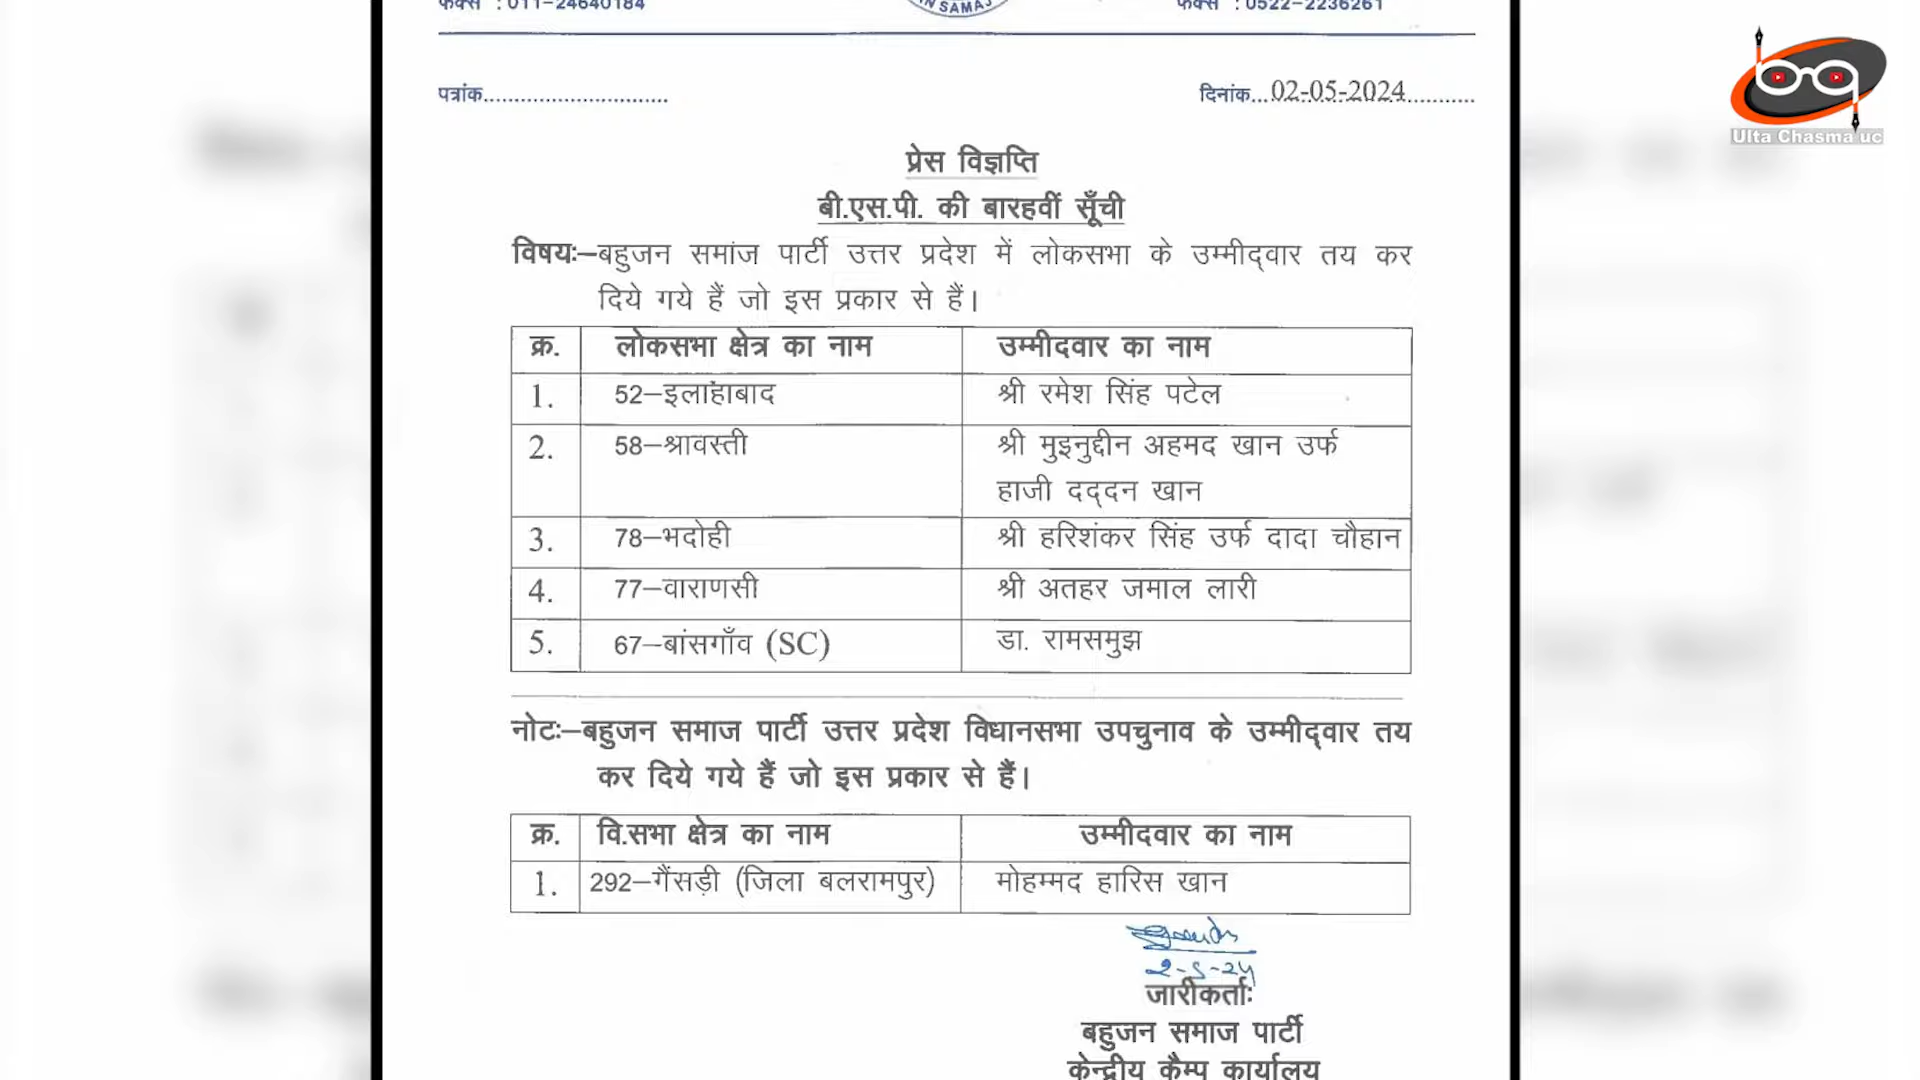 फैक्स : 011-24640184
N SAMAJ
फैक्स : 0522-2236261
Ulta Chasma uc
पत्रांक............................
दिनांक... 02-05-2024...........
प्रेस विज्ञप्ति
बी.एस.पी. की बारहवीं सूँची
विषयः–बहुजन समाज पार्टी उत्तर प्रदेश में लोकसभा के उम्मीद्वार तय कर
दिये गये हैं जो इस प्रकार से हैं।
क्र. लोकसभा क्षेत्र का नाम उम्मीदवार का नाम
1. 52–इलाहाबाद श्री रमेश सिंह पटेल
2. 58–श्रावस्ती श्री मुइनुद्दीन अहमद खान उर्फ
हाजी दद्दन खान
3. 78–भदोही श्री हरिशंकर सिंह उर्फ दादा चौहान
4. 77–वाराणसी श्री अतहर जमाल लारी
5. 67–बांसगाँव (SC) डा. रामसमुझ
नोटः–बहुजन समाज पार्टी उत्तर प्रदेश विधानसभा उपचुनाव के उम्मीद्वार तय
कर दिये गये हैं जो इस प्रकार से हैं।
क्र. वि.सभा क्षेत्र का नाम उम्मीदवार का नाम
1. 292–गैंसड़ी (जिला बलरामपुर) मोहम्मद हारिस खान
2-5-24
जारीकर्ताः
बहुजन समाज पार्टी
केन्द्रीय कैम्प कार्यालय